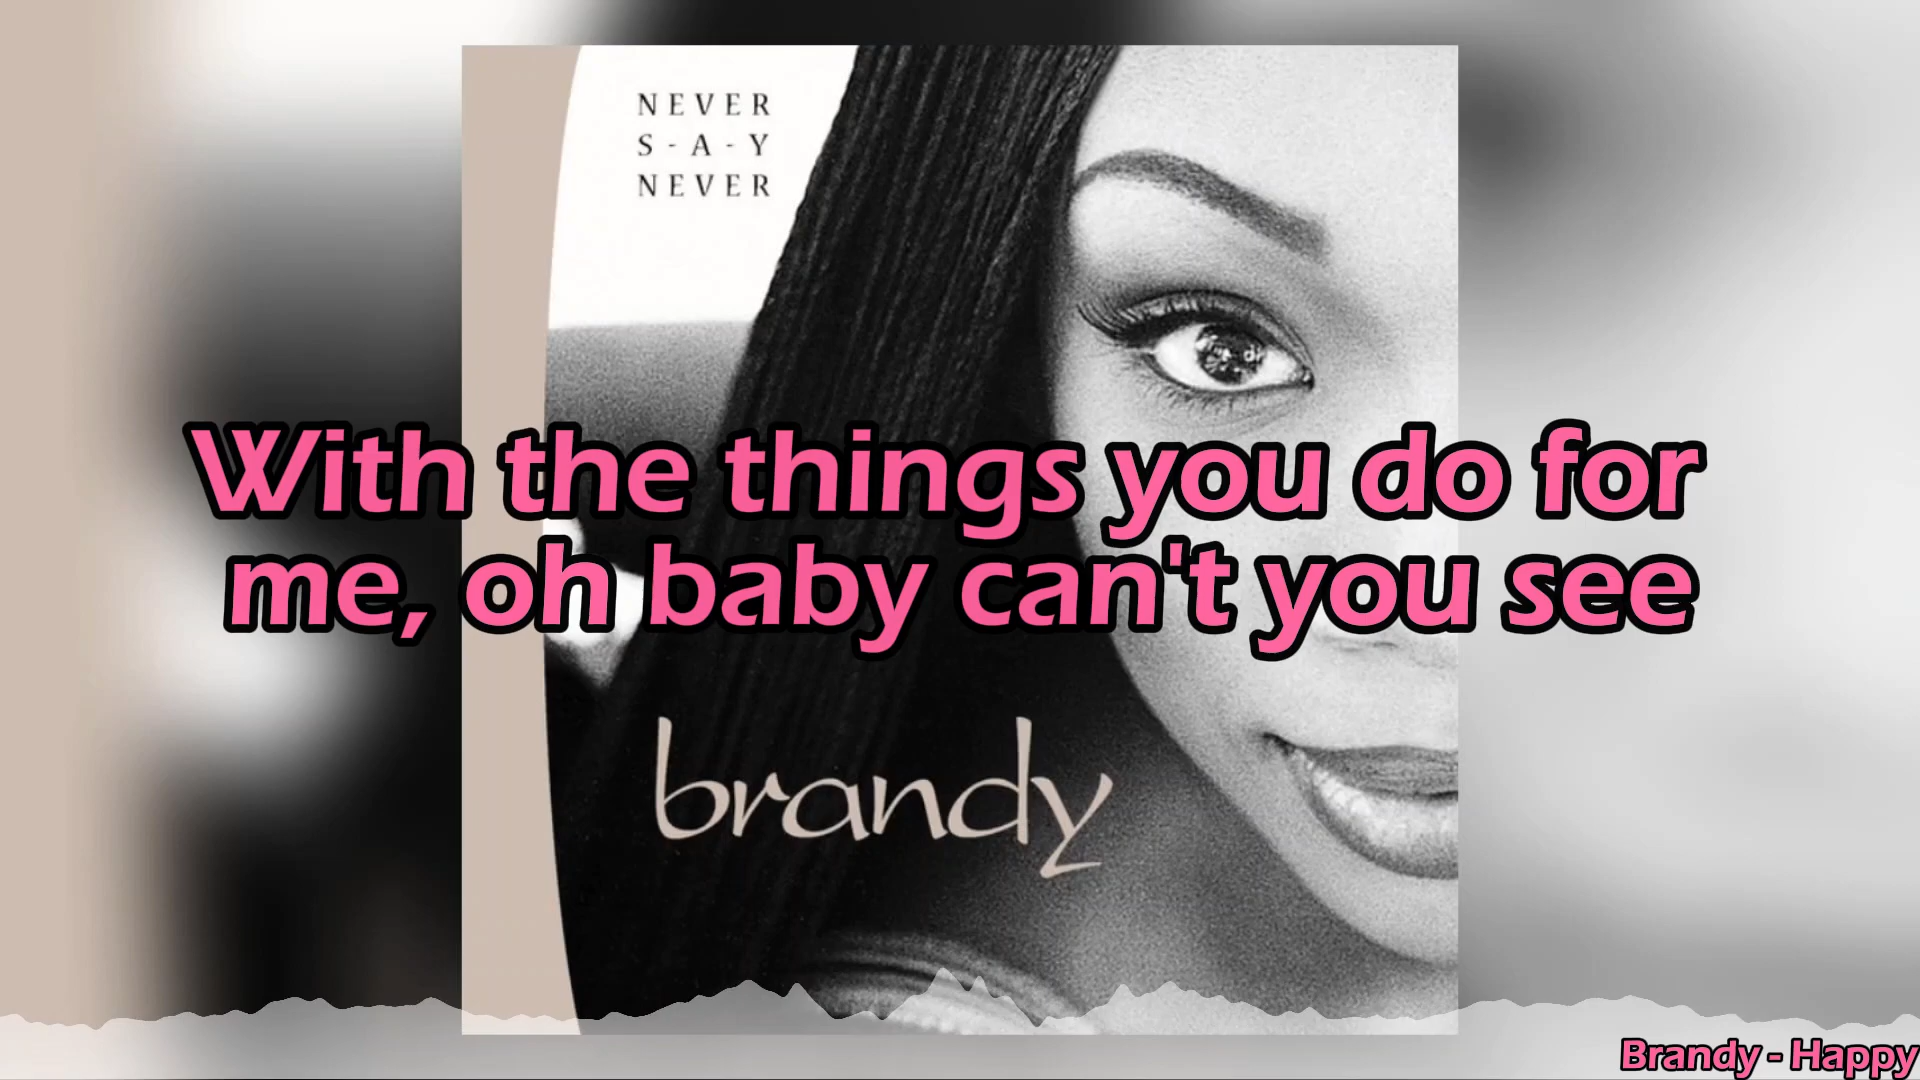 NEVER
S-A-Y
NEVER
With the things you do for
me, oh baby can't you see
brandy
Brandy - Happy